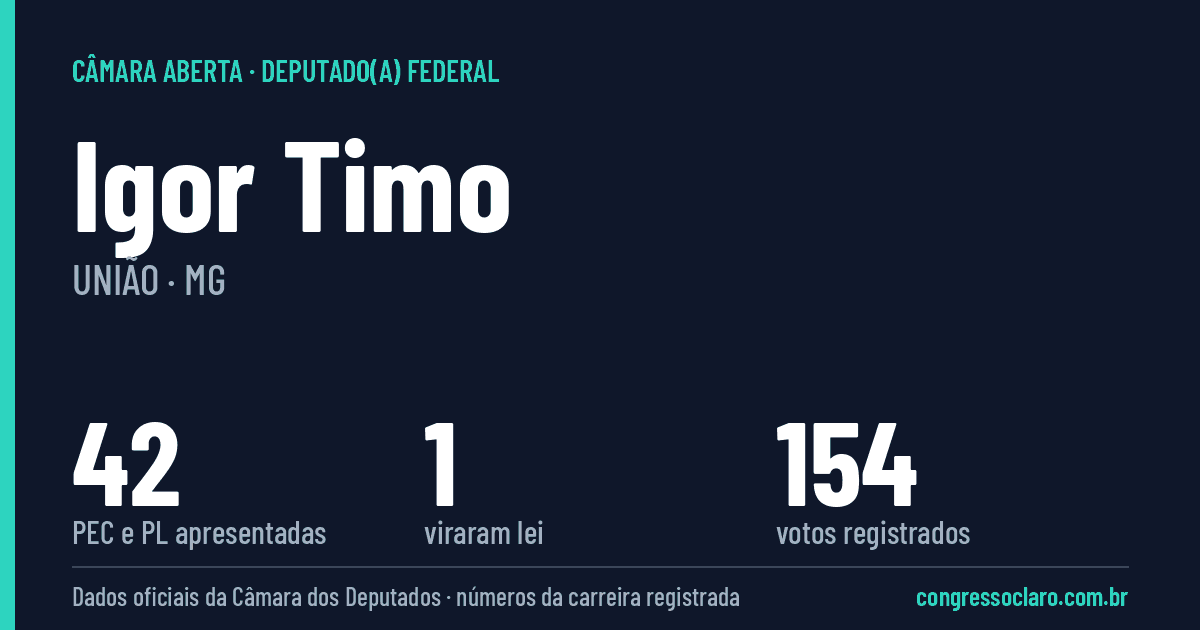 CÂMARA ABERTA · DEPUTADO(A) FEDERAL
Igor Timo
UNIÃO · MG
42
PEC e PL apresentadas
1
viraram lei
154
votos registrados
Dados oficiais da Câmara dos Deputados · números da carreira registrada
congressoclaro.com.br